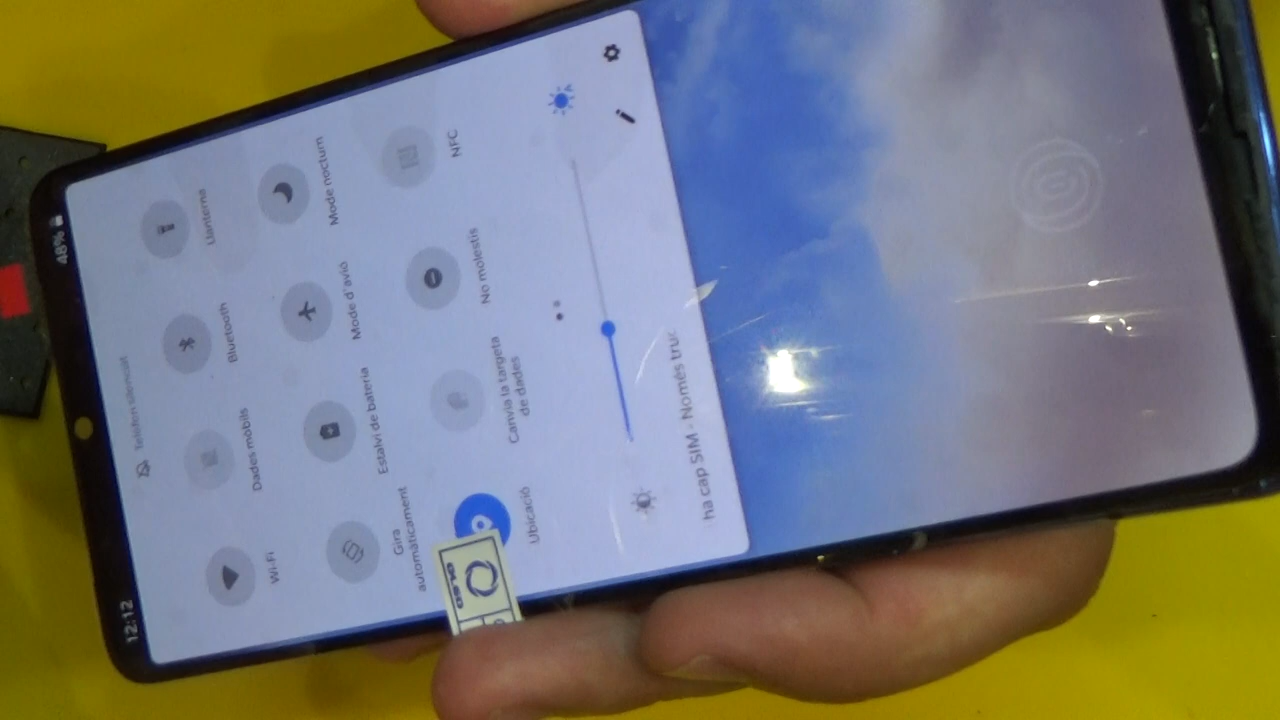 12:12
48%
Telèfon silenciat
Wi-Fi
Dades mòbils
Bluetooth
Llanterna
Gira
automàticament
Estalvi de bateria
Mode d'avió
Mode nocturn
Ubicació
Canvia la targeta
de dades
No molestis
NFC
ha cap SIM - Només truc